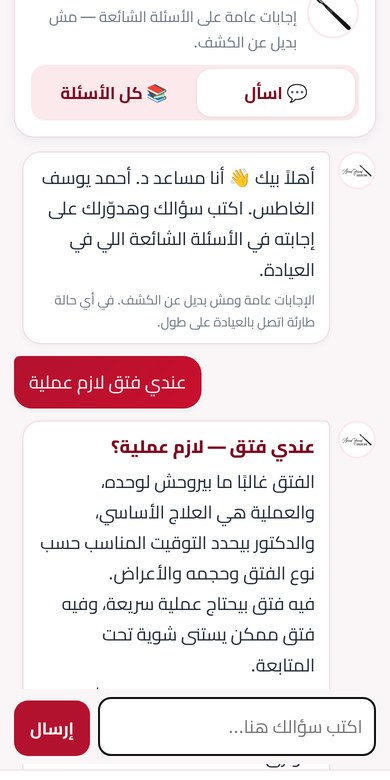 إجابات عامة على الأسئلة الشائعة — مش
بديل عن الكشف.
💬 اسأل
📚 كل الأسئلة
أهلاً بيك 👋 أنا مساعد د. أحمد يوسف
الغاطس. اكتب سؤالك وهدوّرلك على
إجابته في الأسئلة الشائعة اللي في
العيادة.
الإجابات عامة ومش بديل عن الكشف. في أي حالة
طارئة اتصل بالعيادة على طول.
عندي فتق لازم عملية
عندي فتق — لازم عملية؟
الفتق غالبًا ما بيروحش لوحده،
والعملية هي العلاج الأساسي،
والدكتور بيحدد التوقيت المناسب حسب
نوع الفتق وحجمه والأعراض.
فيه فتق بيحتاج عملية سريعة، وفيه
فتق ممكن يستنى شوية تحت
المتابعة.
اكتب سؤالك هنا...
إرسال